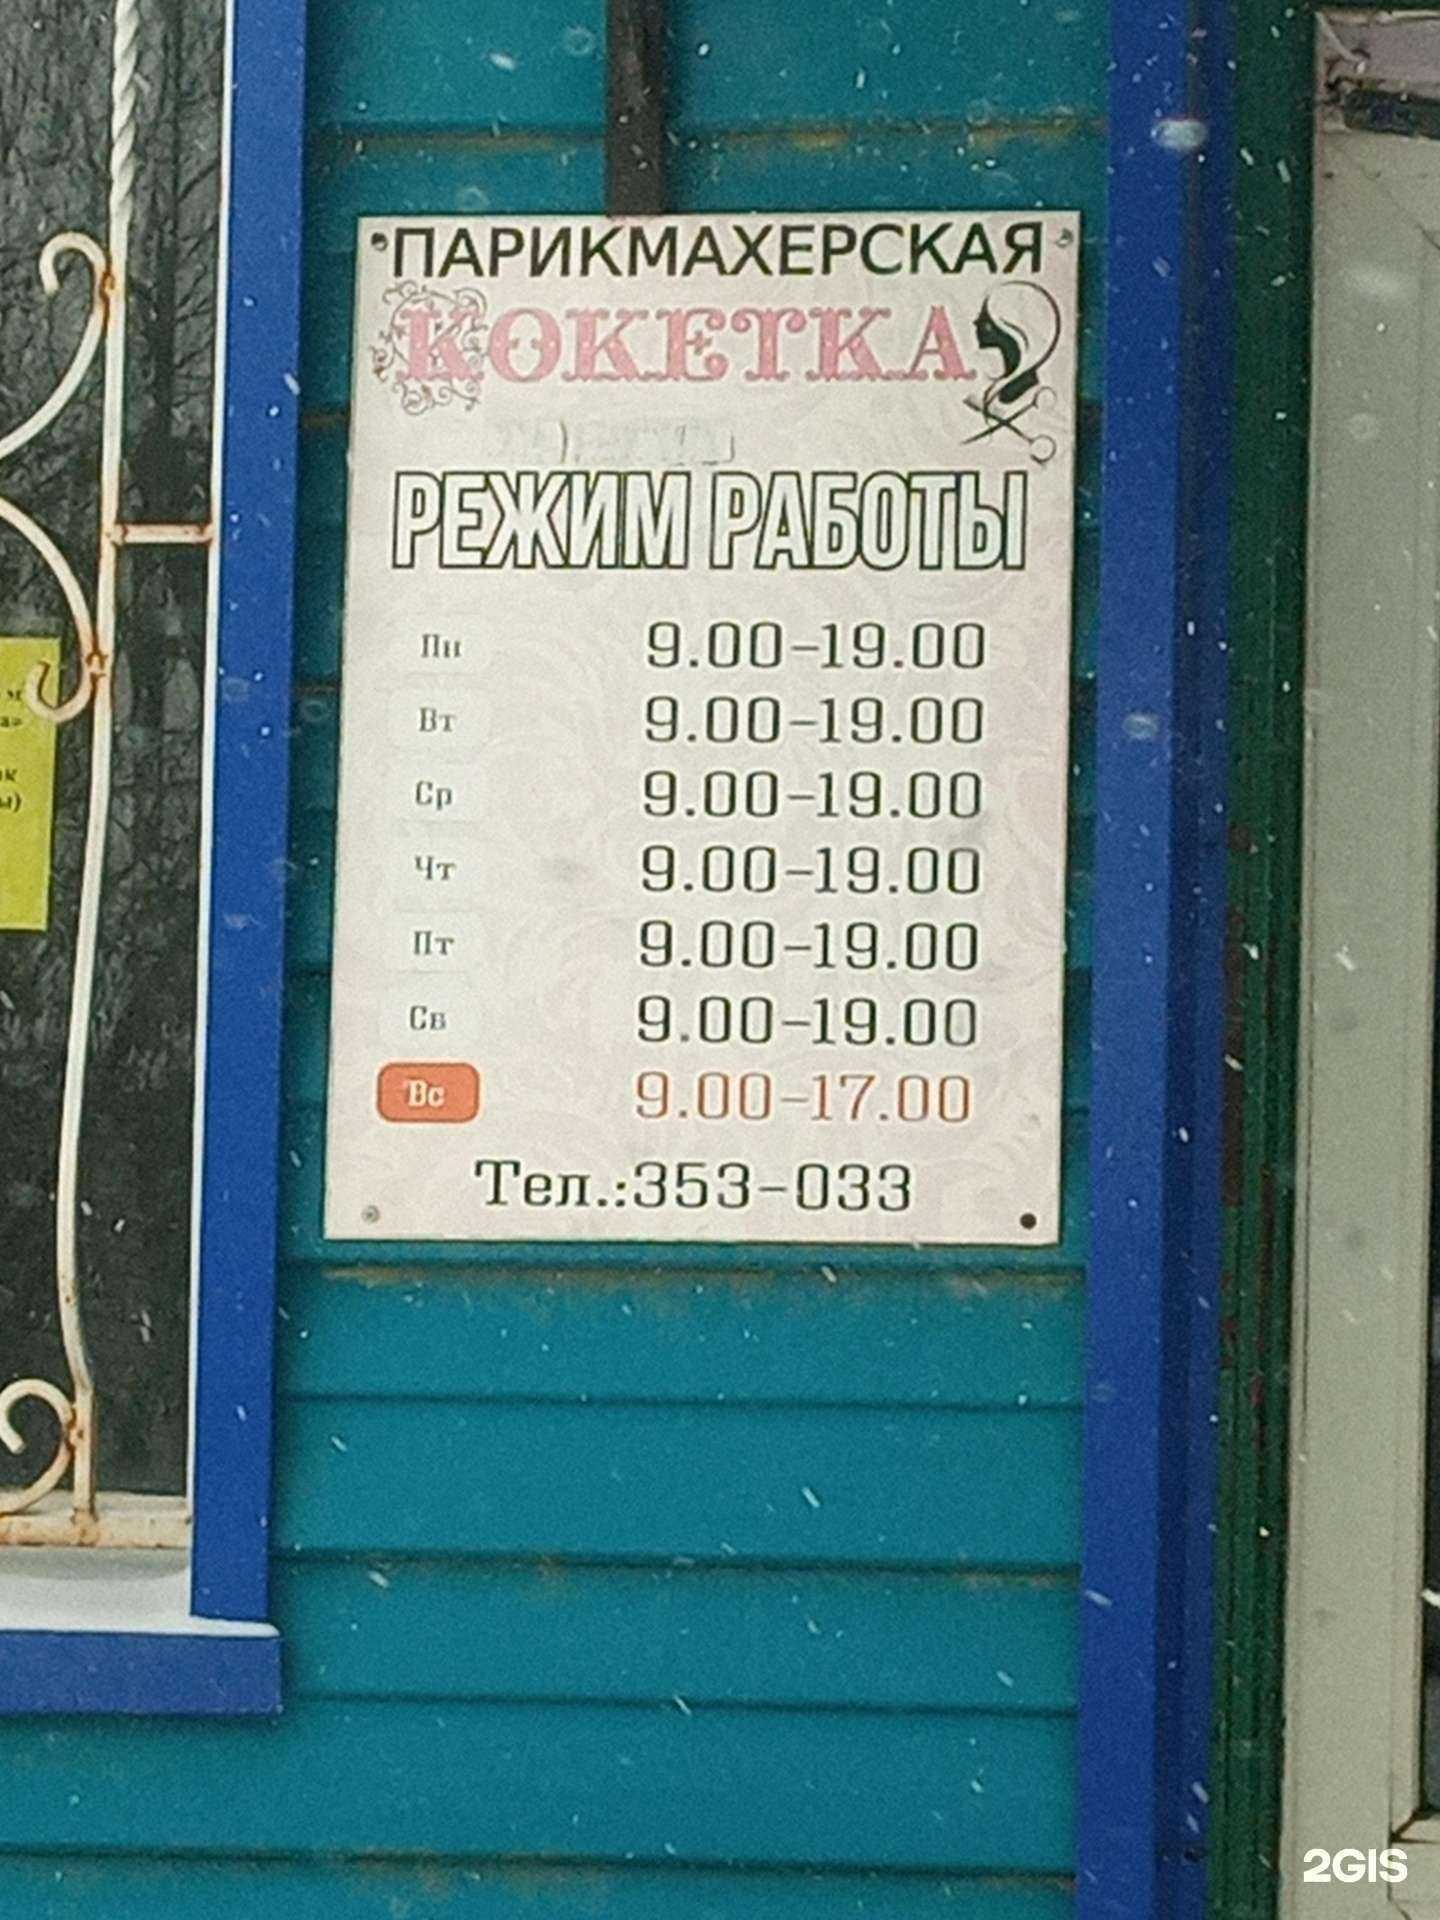 ПАРИКМАХЕРСКАЯ
КОКЕТКА
РЕЖИМ РАБОТЫ
Пн 9.00-19.00
Вт 9.00-19.00
Ср 9.00-19.00
Чт 9.00-19.00
Пт 9.00-19.00
Св 9.00-19.00
Вс 9.00-17.00
Тел.:353-033
2GIS